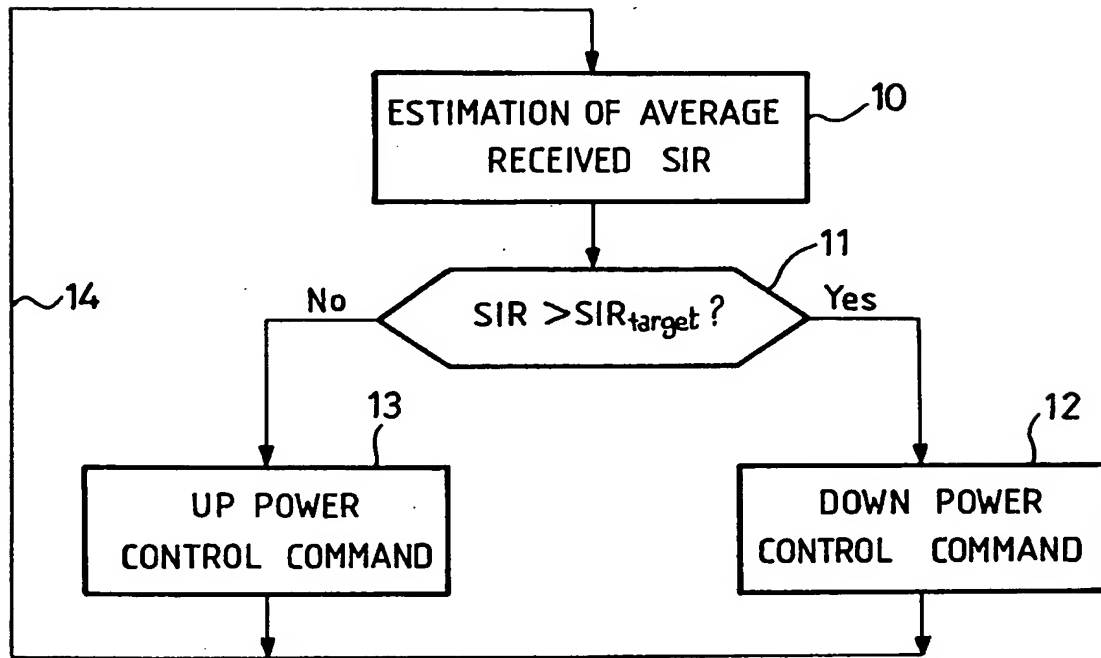 ESTIMATION OF AVERAGE
RECEIVED SIR
10
11
SIR > SIRtarget ?
No
Yes
14
13
12
UP POWER
CONTROL COMMAND
DOWN POWER
CONTROL COMMAND